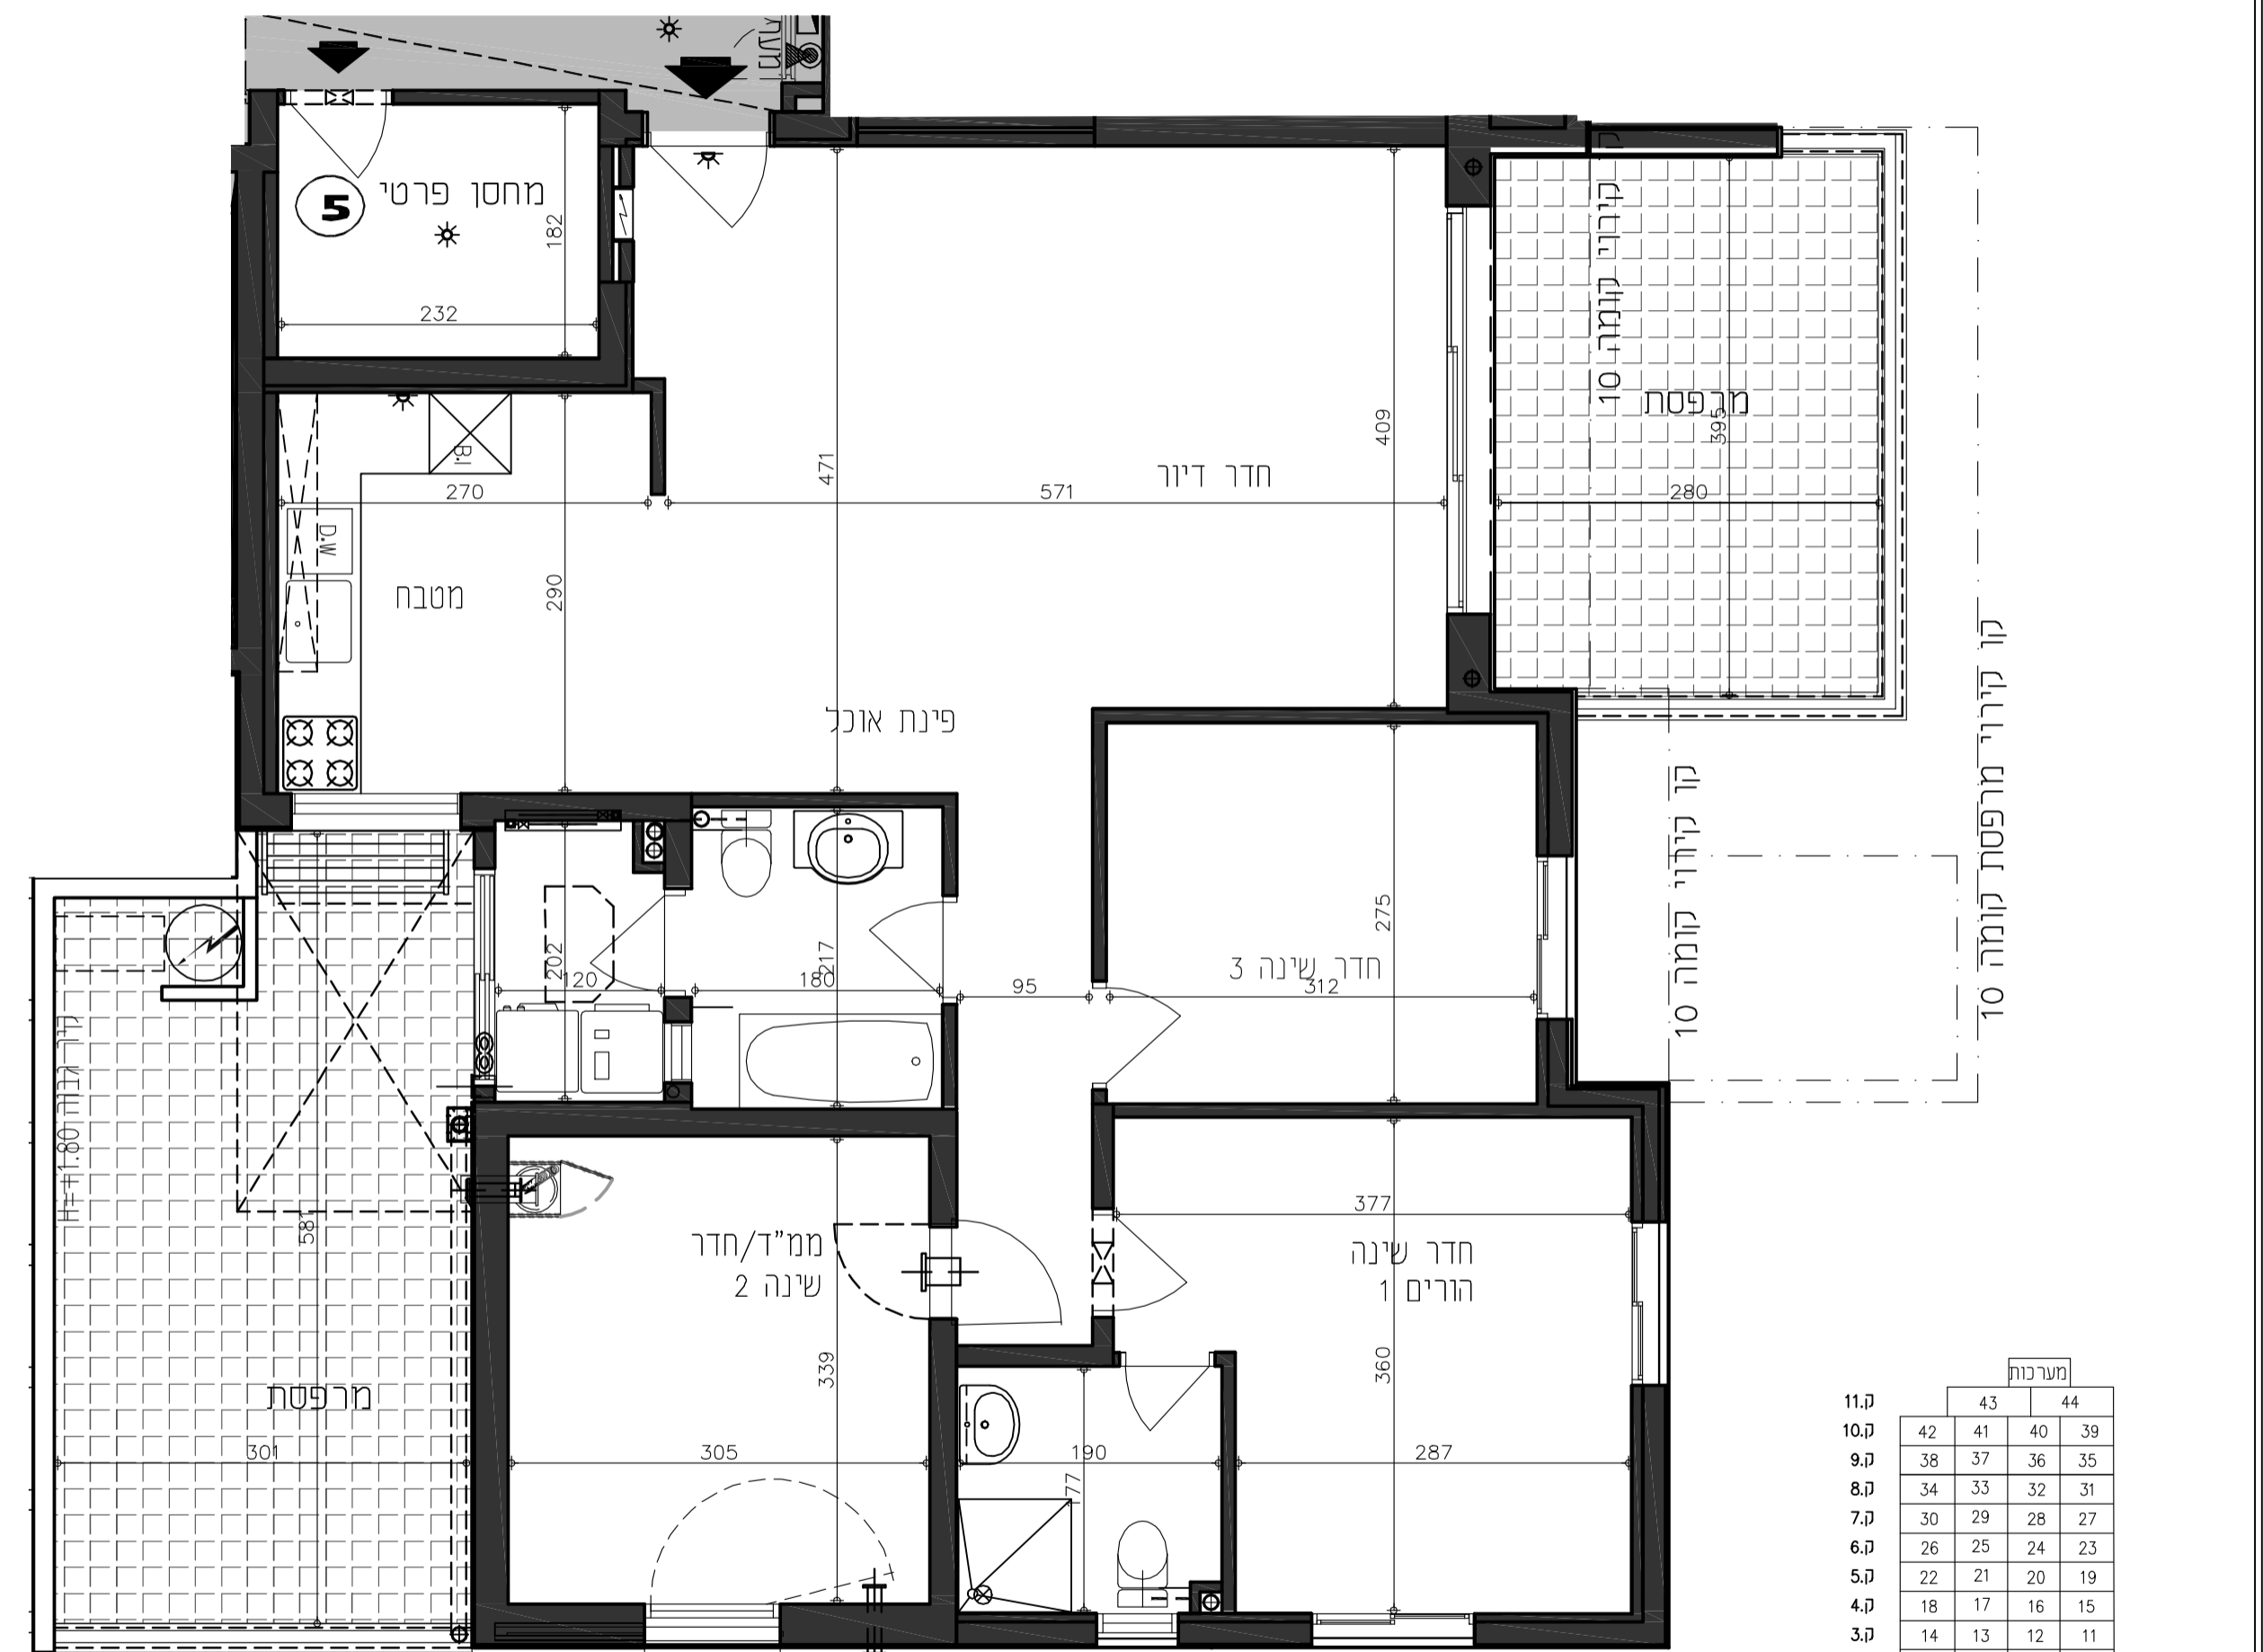 מחסן פרטי
5
182
232
471
409
חדר דיור
571
קירוי קומה 10
מרפסת
395
280
קו קירוי מרפסת קומה 10
קו קירוי קומה 10
B.I
270
D.W
מטבח
290
פינת אוכל
202
120
217
180
95
275
חדר שינה 3
312
קיר גבוה H=+1.80
581
מרפסת
301
ממ"ד/חדר
שינה 2
339
305
377
חדר שינה
הורים 1
360
190
177
287
מערכות
ק.11 43 44
ק.10 42 41 40 39
ק.9 38 37 36 35
ק.8 34 33 32 31
ק.7 30 29 28 27
ק.6 26 25 24 23
ק.5 22 21 20 19
ק.4 18 17 16 15
ק.3 14 13 12 11